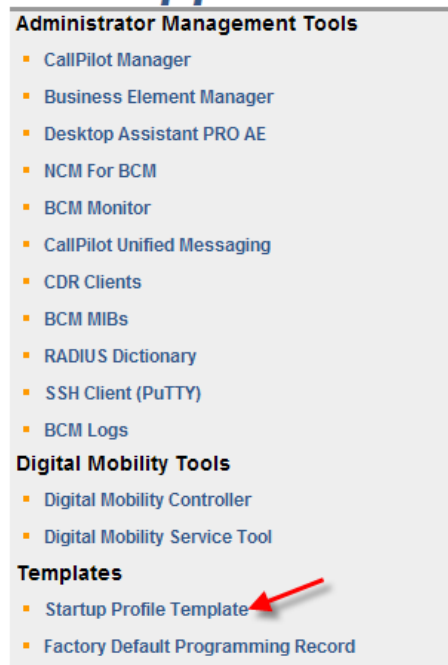 Administrator Management Tools
CallPilot Manager
Business Element Manager
Desktop Assistant PRO AE
NCM For BCM
BCM Monitor
CallPilot Unified Messaging
CDR Clients
BCM MIBs
RADIUS Dictionary
SSH Client (PuTTY)
BCM Logs
Digital Mobility Tools
Digital Mobility Controller
Digital Mobility Service Tool
Templates
Startup Profile Template
Factory Default Programming Record